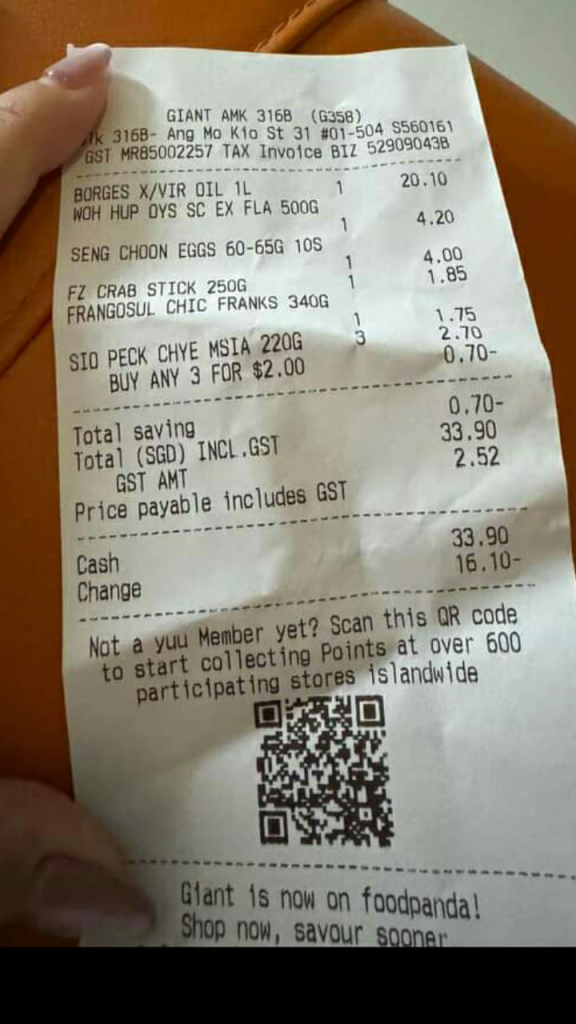 GIANT AMK 316B (G358)
316B- Ang Mo Kio St 31 #01-504 S560161
GST MR85002257 TAX Invoice BIZ 52909043B
BORGES X/VIR OIL 1L 1 20.10
WOH HUP OYS SC EX FLA 500G
1 4.20
SENG CHOON EGGS 60-65G 10S
1 4.00
FZ CRAB STICK 250G 1 1.85
FRANGOSUL CHIC FRANKS 340G
1 1.75
SIO PECK CHYE MSIA 220G 3 2.70
BUY ANY 3 FOR $2.00 0.70-
Total saving 0.70-
Total (SGD) INCL.GST 33.90
GST AMT 2.52
Price payable includes GST
Cash 33.90
Change 16.10-
Not a yuu Member yet? Scan this QR code
to start collecting Points at over 600
participating stores islandwide
Giant is now on foodpanda!
Shop now, savour sooner